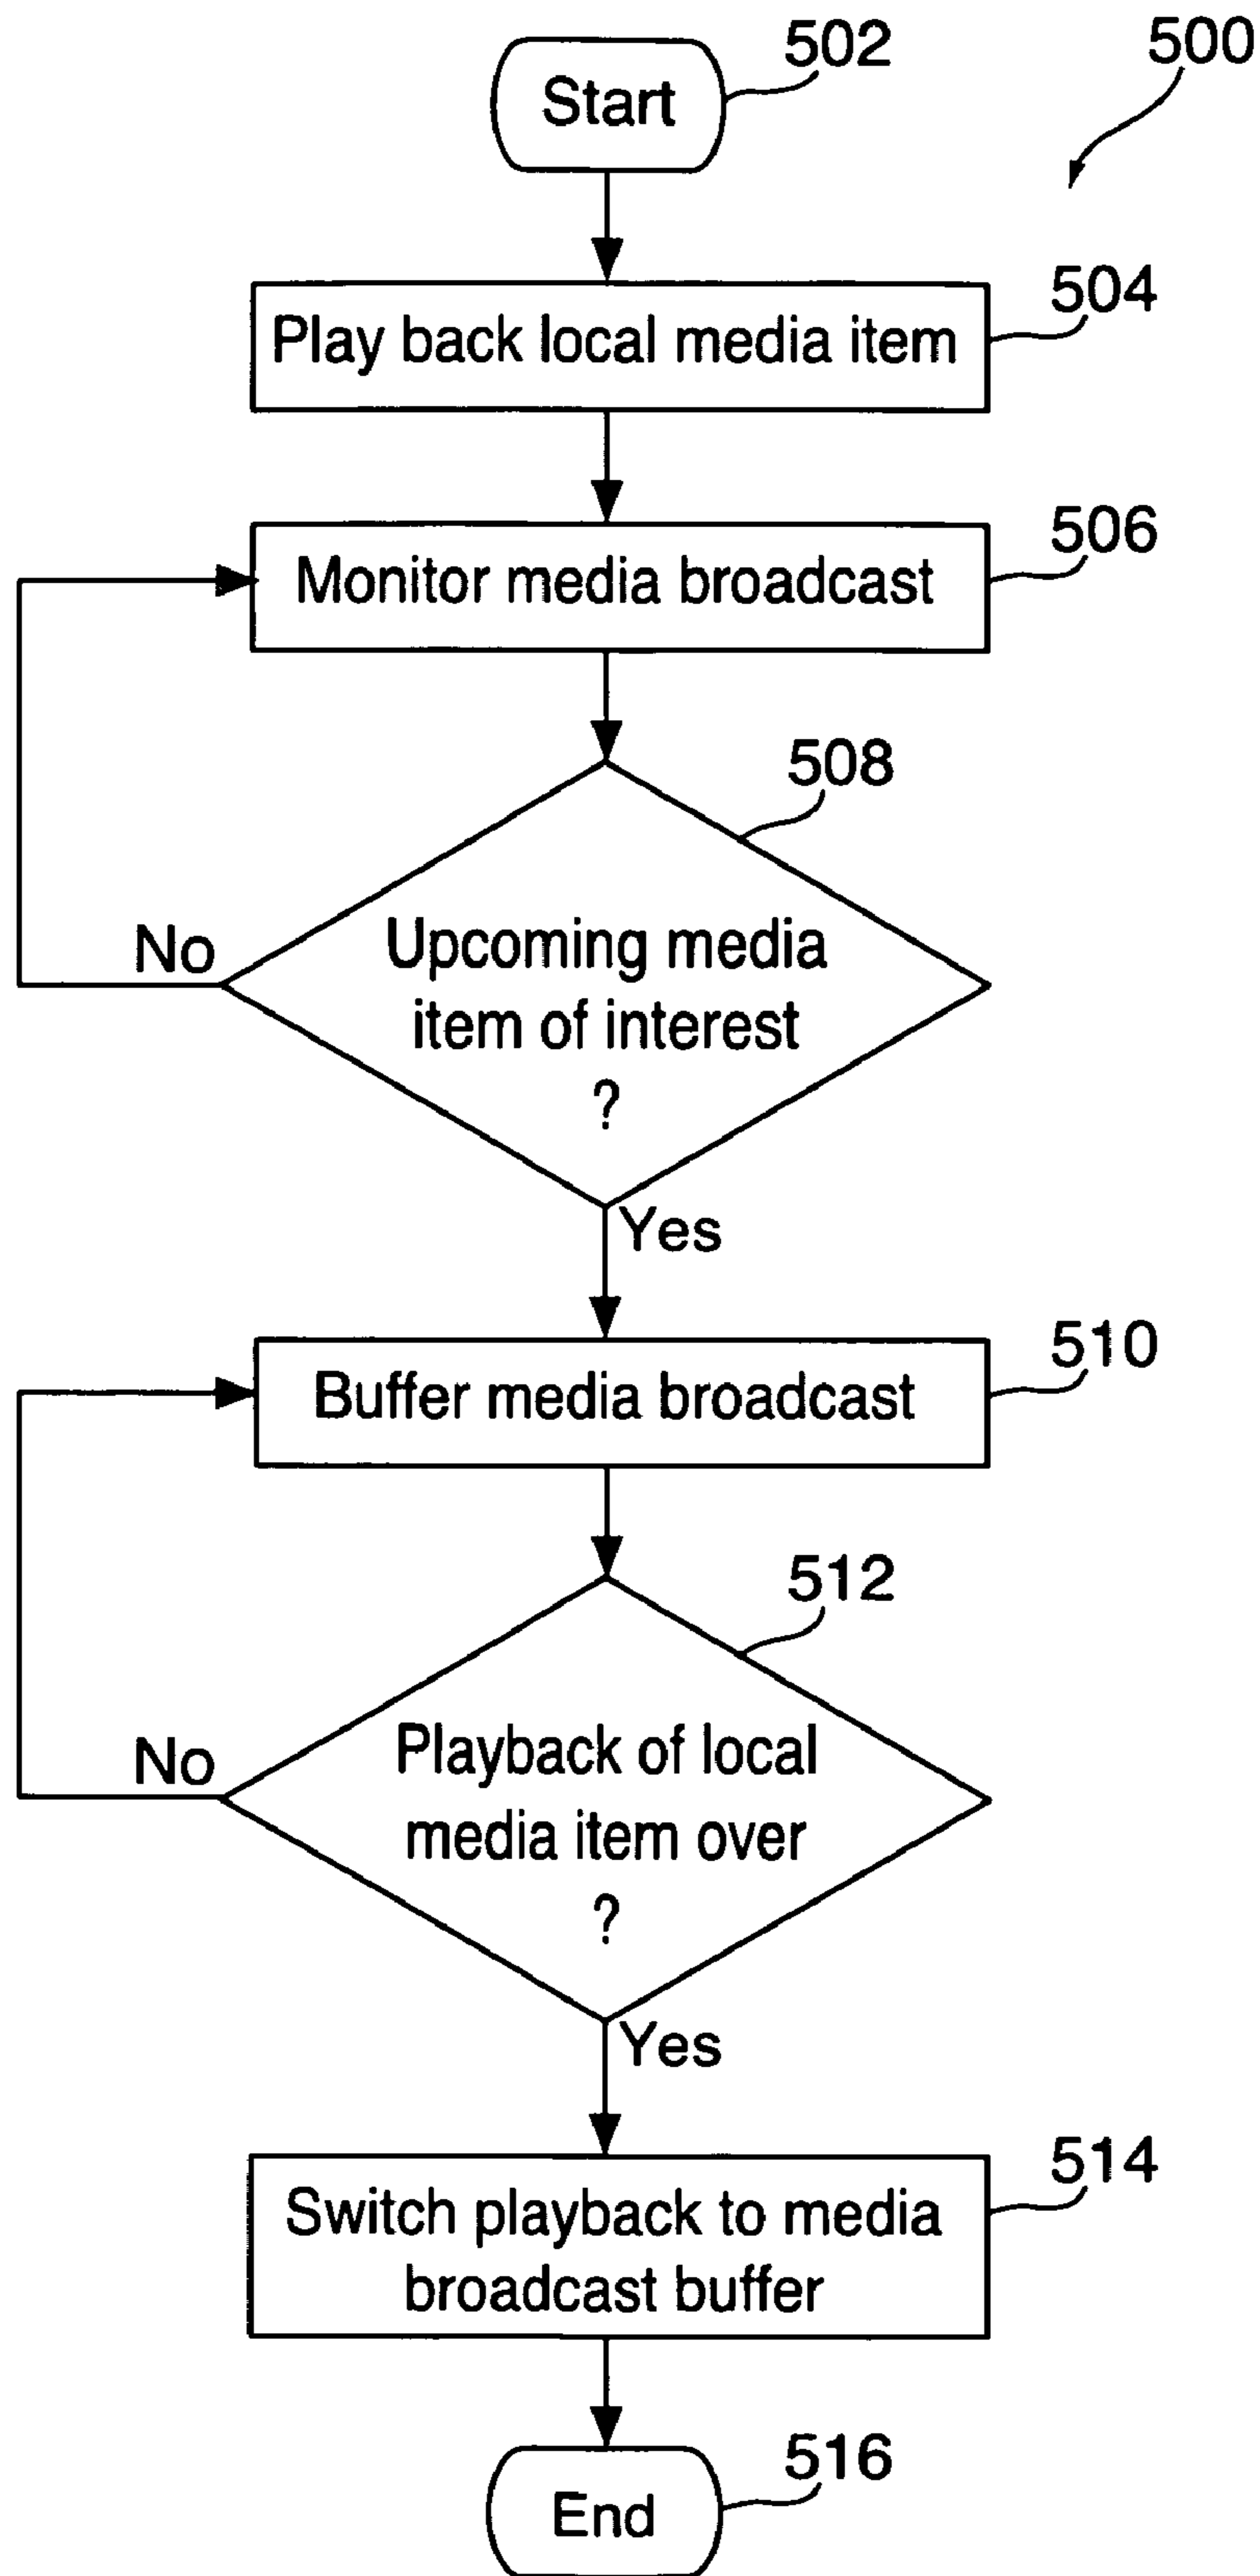 502
500
Start
504
Play back local media item
506
Monitor media broadcast
508
No
Upcoming media
item of interest
?
Yes
510
Buffer media broadcast
512
No
Playback of local
media item over
?
Yes
514
Switch playback to media
broadcast buffer
516
End